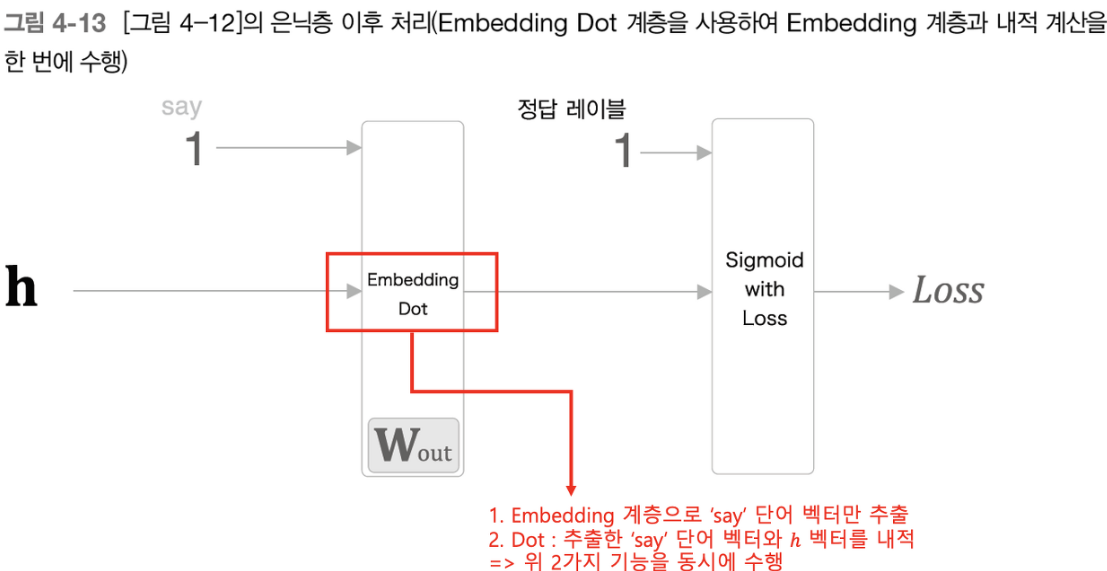 그림 4-13 [그림 4–12]의 은닉층 이후 처리(Embedding Dot 계층을 사용하여 Embedding 계층과 내적 계산을
한 번에 수행)
say
1
정답 레이블
1
h
Embedding
Dot
Sigmoid
with
Loss
Loss
Wout
1. Embedding 계층으로 ‘say’ 단어 벡터만 추출
2. Dot : 추출한 ‘say’ 단어 벡터와 h 벡터를 내적
=> 위 2가지 기능을 동시에 수행